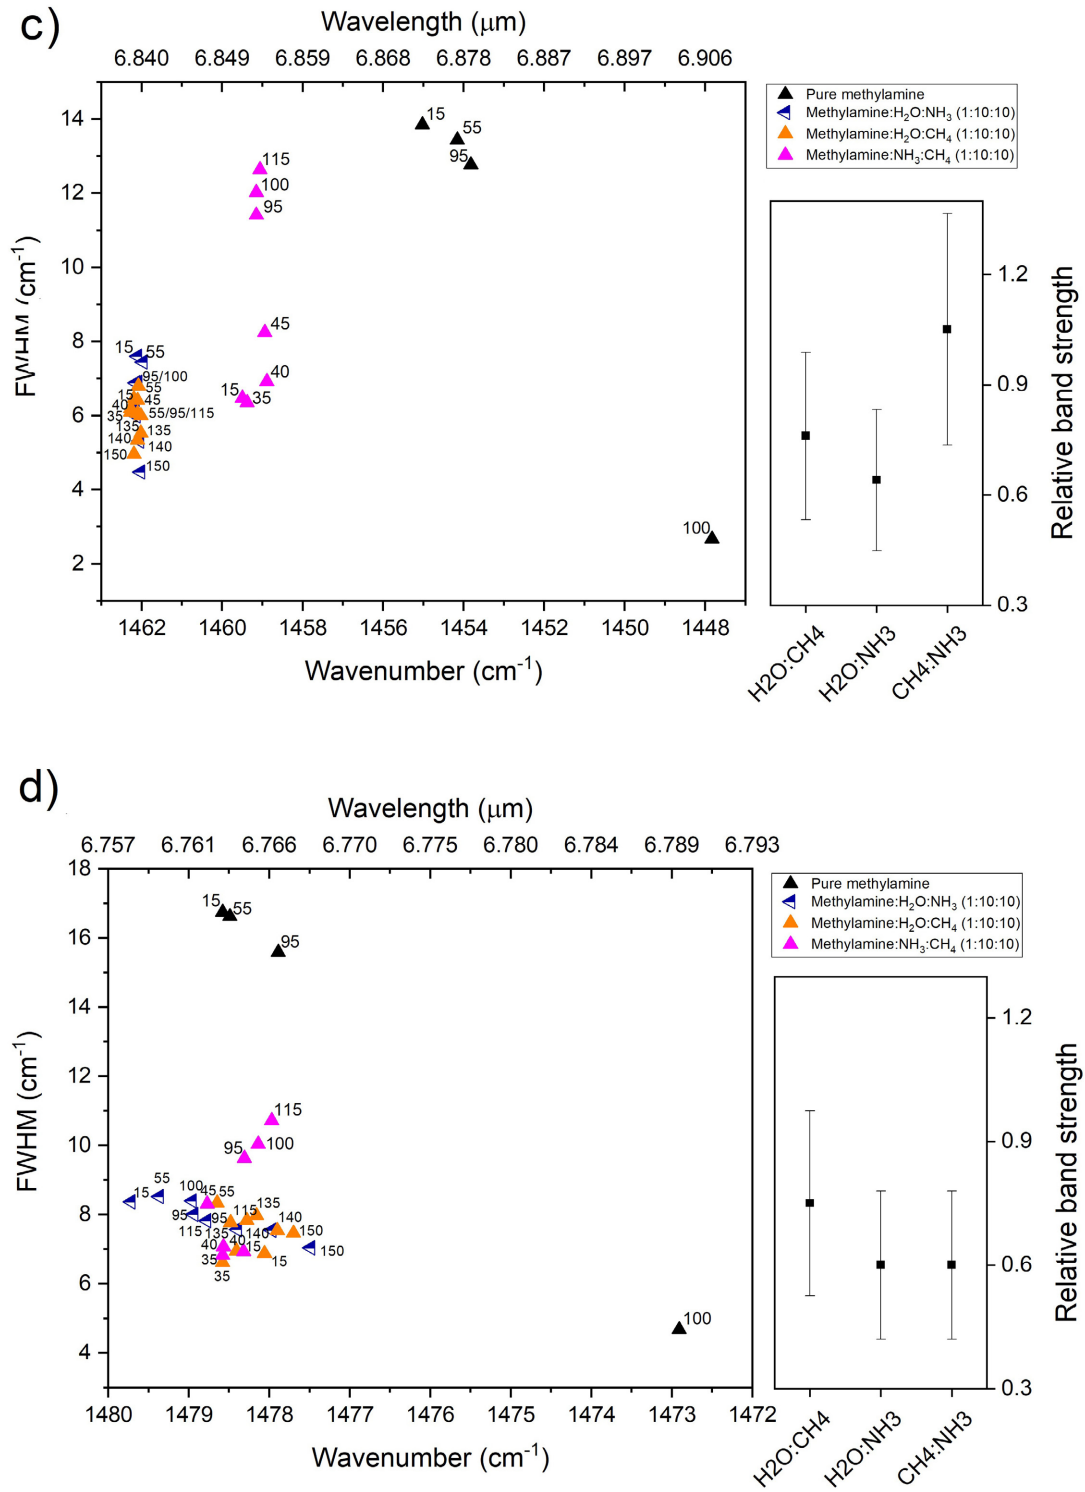 c)
Wavelength (μm)
6.840 6.849 6.859 6.868 6.878 6.887 6.897 6.906
FWHM (cm⁻¹)
14
12
10
8
6
4
2
15
55
95
100
115
100
95
45
40
15
35
15
55
95/100
55
15
45
40
35
55/95/115
135
135
140
140
150
150
1462 1460 1458 1456 1454 1452 1450 1448
Wavenumber (cm⁻¹)
Pure methylamine
Methylamine:H₂O:NH₃ (1:10:10)
Methylamine:H₂O:CH₄ (1:10:10)
Methylamine:NH₃:CH₄ (1:10:10)
1.2
0.9
0.6
0.3
Relative band strength
H2O:CH4
H2O:NH3
CH4:NH3
d)
Wavelength (μm)
6.757 6.761 6.766 6.770 6.775 6.780 6.784 6.789 6.793
FWHM (cm⁻¹)
18
16
14
12
10
8
6
4
15
55
95
115
100
95
55
15
100
45
55
95
95
115
135
115
135
140
140
150
150
40
40
15
35
15
35
100
1480 1479 1478 1477 1476 1475 1474 1473 1472
Wavenumber (cm⁻¹)
Pure methylamine
Methylamine:H₂O:NH₃ (1:10:10)
Methylamine:H₂O:CH₄ (1:10:10)
Methylamine:NH₃:CH₄ (1:10:10)
1.2
0.9
0.6
0.3
Relative band strength
H2O:CH4
H2O:NH3
CH4:NH3